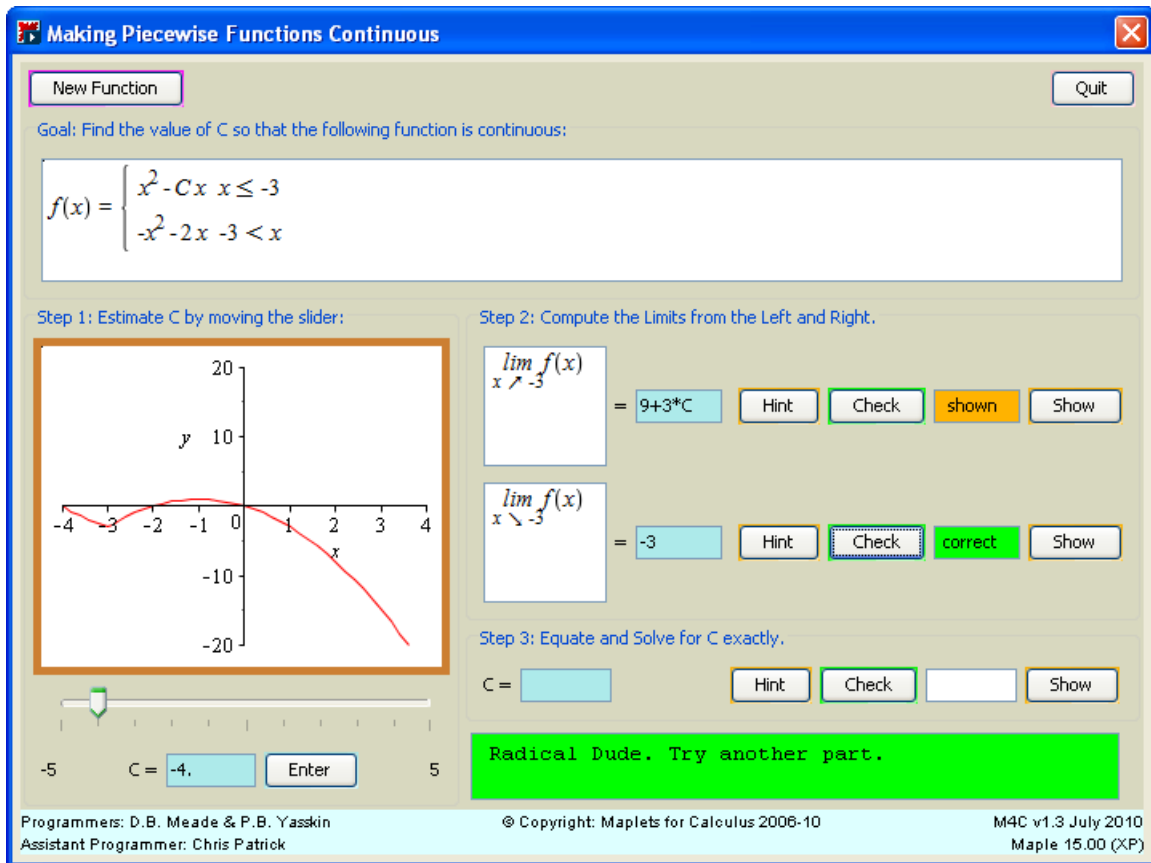 Making Piecewise Functions Continuous
New Function
Quit
Goal: Find the value of C so that the following function is continuous:
f(x) = { x² - C x  x ≤ -3
-x² - 2 x  -3 < x
Step 1: Estimate C by moving the slider:
20
y 10
-4 -3 -2 -1 0 1 2 3 4
x
-10
-20
-5 C = -4. Enter 5
Step 2: Compute the Limits from the Left and Right.
lim f(x)
x ↗ -3
= 9+3*C Hint Check shown Show
lim f(x)
x ↘ -3
= -3 Hint Check correct Show
Step 3: Equate and Solve for C exactly.
C = Hint Check Show
Radical Dude. Try another part.
Programmers: D.B. Meade & P.B. Yasskin © Copyright: Maplets for Calculus 2006-10 M4C v1.3 July 2010
Assistant Programmer: Chris Patrick Maple 15.00 (XP)